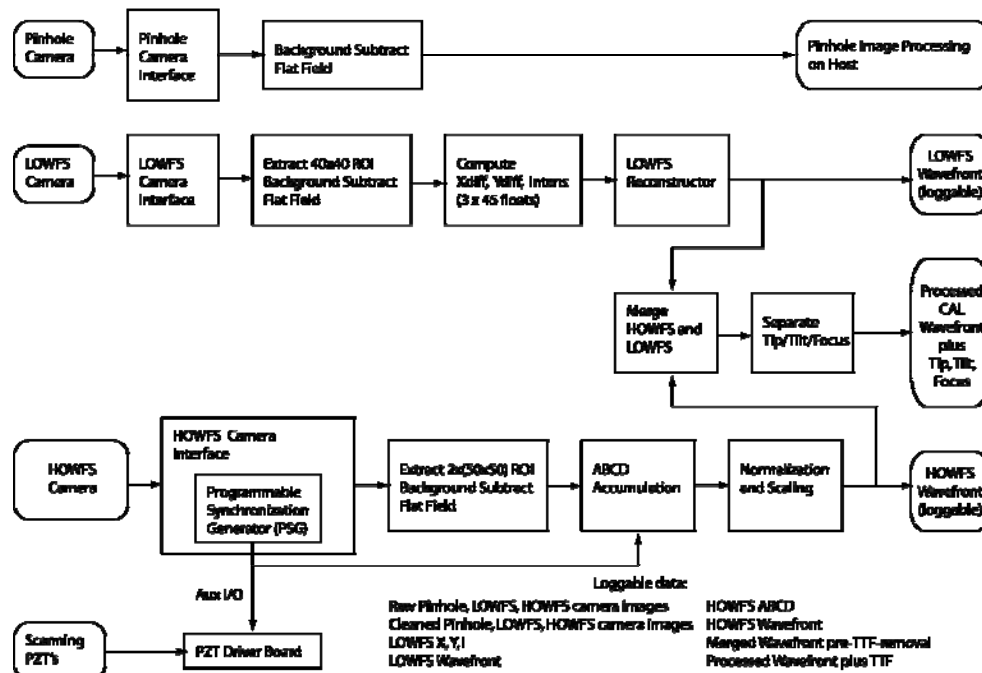 Pinhole
Camera
Pinhole
Camera
Interface
Background Subtract
Flat Field
Pinhole Image Processing
on Host
LOWFS
Camera
LOWFS
Camera
Interface
Extract 40x40 ROI
Background Subtract
Flat Field
Compute
Xdiff, Ydiff, Intens
(3 x 45 floats)
LOWFS
Reconstructor
LOWFS
Wavefront
(loggable)
Merge
HOWFS and
LOWFS
Separate
Tip/Tilt/Focus
Processed
CAL
Wavefront
plus
Tip, Tilt,
Focus
HOWFS
Camera
HOWFS Camera
Interface
Programmable
Synchronization
Generator (PSG)
Extract 2x(50x50) ROI
Background Subtract
Flat Field
ABCD
Accumulation
Normalization
and Scaling
HOWFS
Wavefront
(loggable)
Aux I/O
Scanning
PZT's
PZT Driver Board
Loggable data:
Raw Pinhole, LOWFS, HOWFS camera images
Cleaned Pinhole, LOWFS, HOWFS camera images
LOWFS X, Y, I
LOWFS Wavefront
HOWFS ABCD
HOWFS Wavefront
Merged Wavefront pre-TTF-removal
Processed Wavefront plus TTF